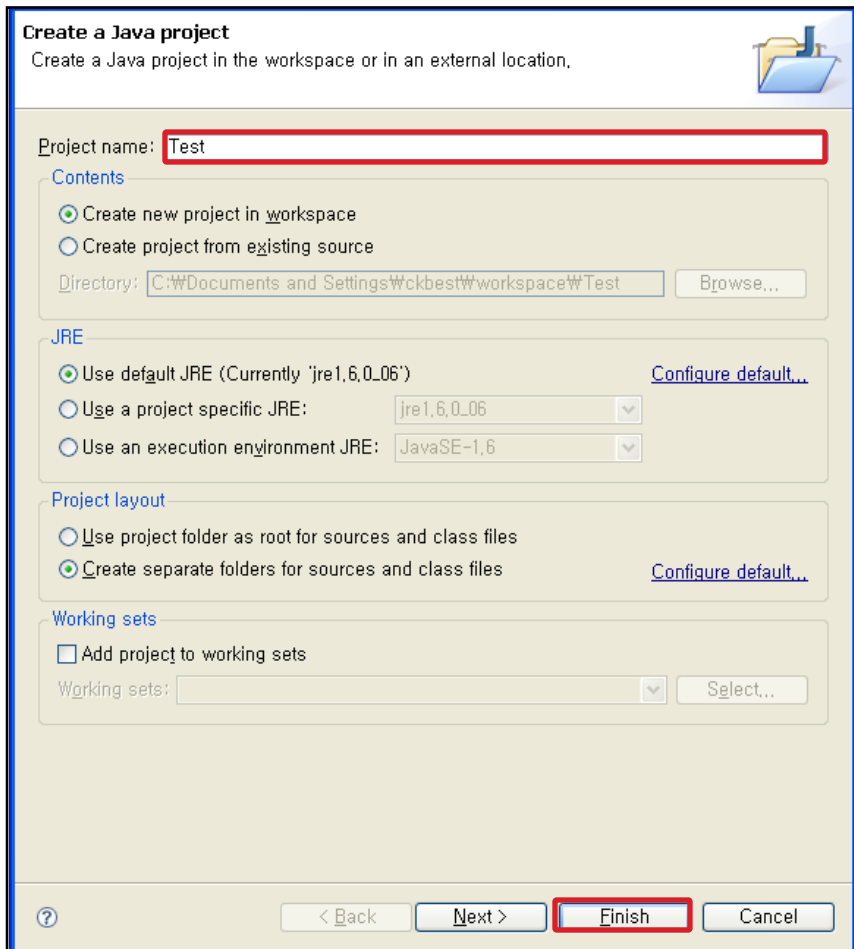 Create a Java project
Create a Java project in the workspace or in an external location,
Project name: Test
Contents
Create new project in workspace
Create project from existing source
Directory: C:₩Documents and Settings₩ckbest₩workspace₩Test Browse,,,
JRE
Use default JRE (Currently 'jre1,6,0_06') Configure default,,,
Use a project specific JRE: jre1,6,0_06
Use an execution environment JRE: JavaSE-1,6
Project layout
Use project folder as root for sources and class files
Create separate folders for sources and class files Configure default,,,
Working sets
Add project to working sets
Working sets: Select,,,
? < Back Next > Finish Cancel